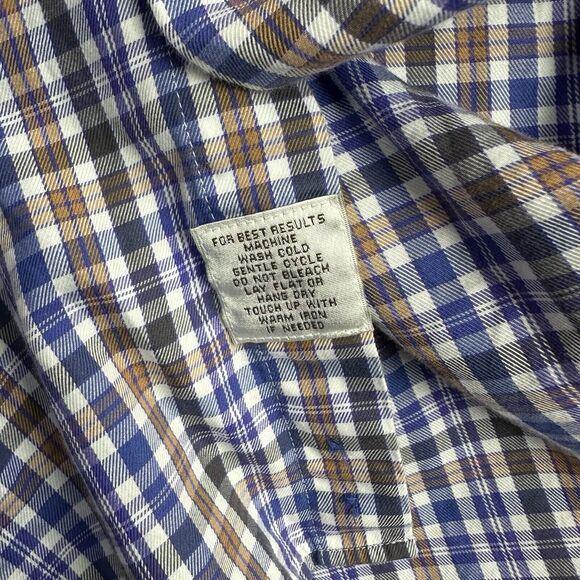 FOR BEST RESULTS
MACHINE
WASH COLD
GENTLE CYCLE
DO NOT BLEACH
LAY FLAT OR
HANG DRY
TOUCH UP WITH
WARM IRON
IF NEEDED